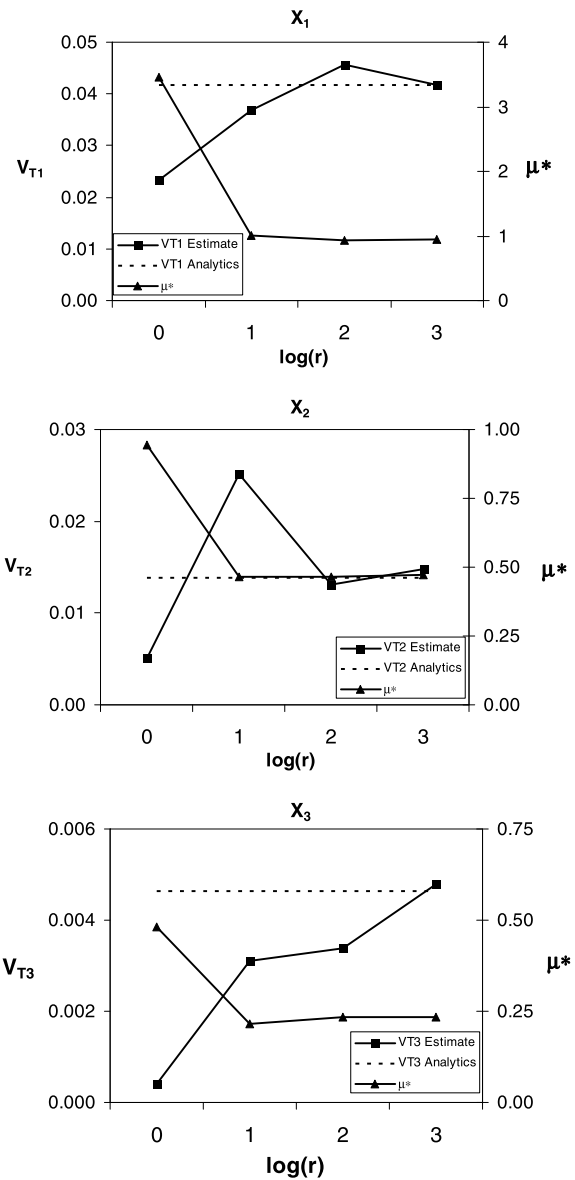 X1
0.05
0.04
0.03
0.02
0.01
0.00
VT1
4
3
2
1
0
μ*
VT1 Estimate
VT1 Analytics
μ*
0 1 2 3
log(r)
X2
0.03
0.02
0.01
0.00
VT2
1.00
0.75
0.50
0.25
0.00
μ*
VT2 Estimate
VT2 Analytics
μ*
0 1 2 3
log(r)
X3
0.006
0.004
0.002
0.000
VT3
0.75
0.50
0.25
0.00
μ*
VT3 Estimate
VT3 Analytics
μ*
0 1 2 3
log(r)